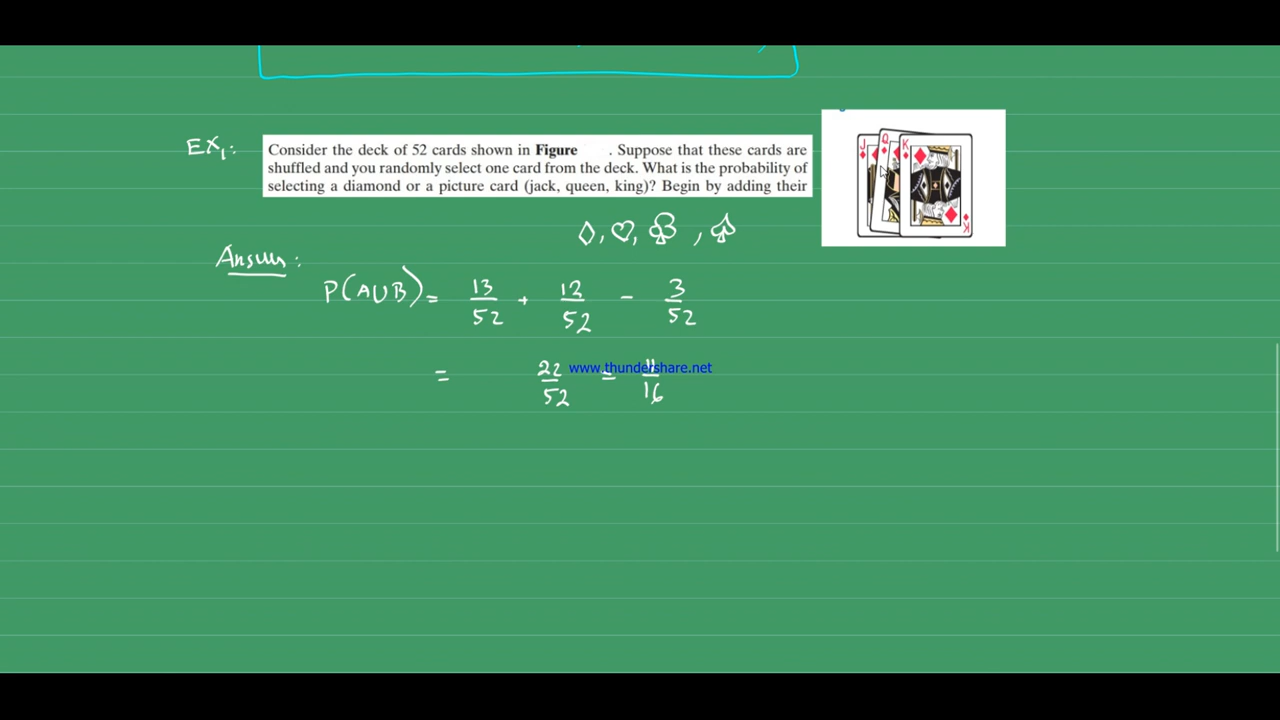 EX1:
Consider the deck of 52 cards shown in Figure . Suppose that these cards are
shuffled and you randomly select one card from the deck. What is the probability of
selecting a diamond or a picture card (jack, queen, king)? Begin by adding their
J Q K
K
♢, ♡, ♧, ♤
Answer:
P(A∪B) = 13/52 + 12/52 - 3/52
= 22/52 = 11/16
www.thundershare.net